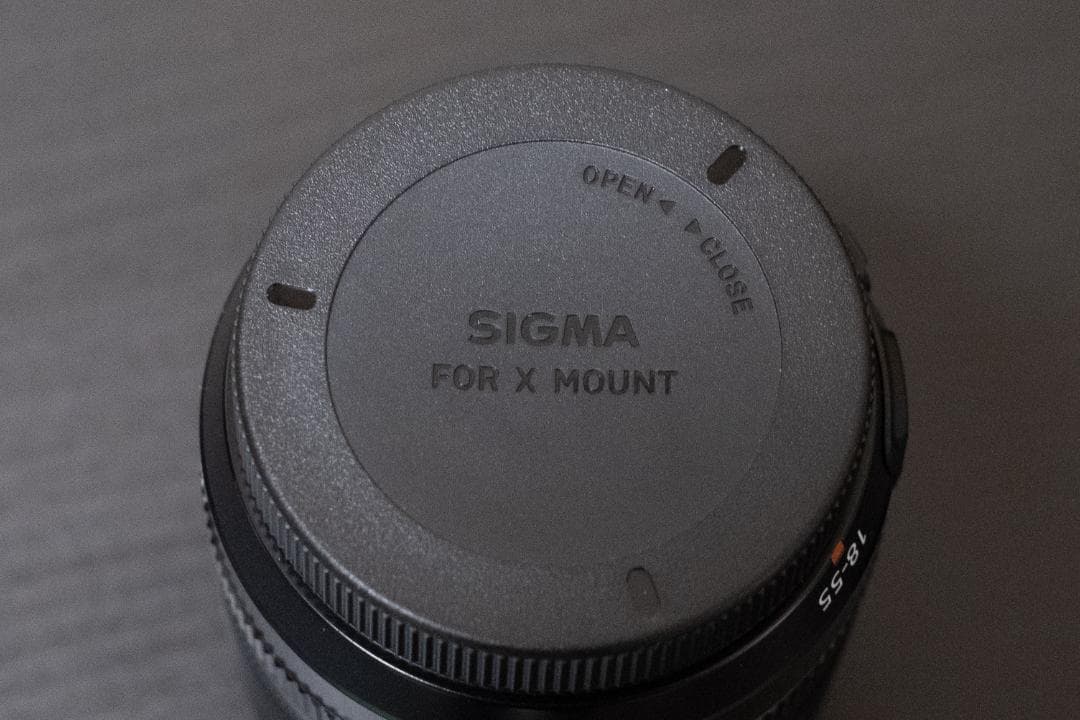 OPEN ◀
▶ CLOSE
SIGMA
FOR X MOUNT
18-55